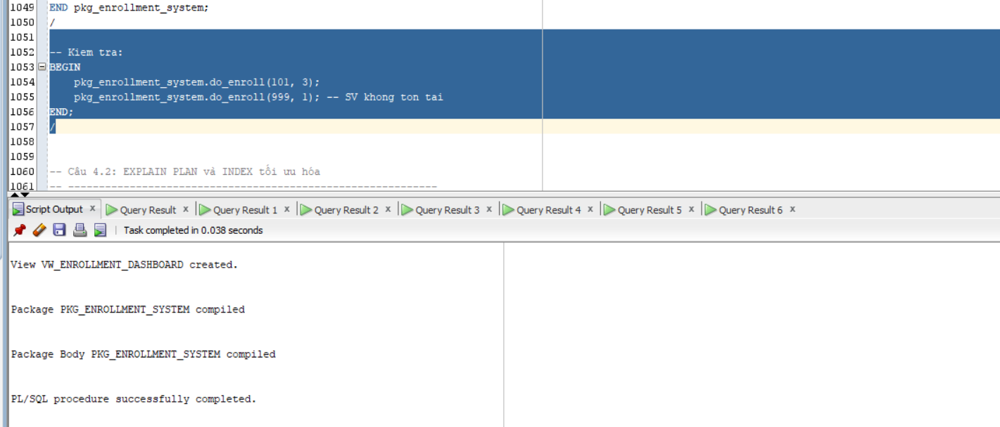 1049 END pkg_enrollment_system;
1050 /
1051
1052 -- Kiem tra:
1053 BEGIN
1054 pkg_enrollment_system.do_enroll(101, 3);
1055 pkg_enrollment_system.do_enroll(999, 1); -- SV khong ton tai
1056 END;
1057 /
1058
1059
1060 -- Câu 4.2: EXPLAIN PLAN và INDEX tối ưu hóa
1061 -- ------------------------------------------------------------
Script Output x Query Result x Query Result 1 x Query Result 2 x Query Result 3 x Query Result 4 x Query Result 5 x Query Result 6 x
Task completed in 0.038 seconds
View VW_ENROLLMENT_DASHBOARD created.
Package PKG_ENROLLMENT_SYSTEM compiled
Package Body PKG_ENROLLMENT_SYSTEM compiled
PL/SQL procedure successfully completed.